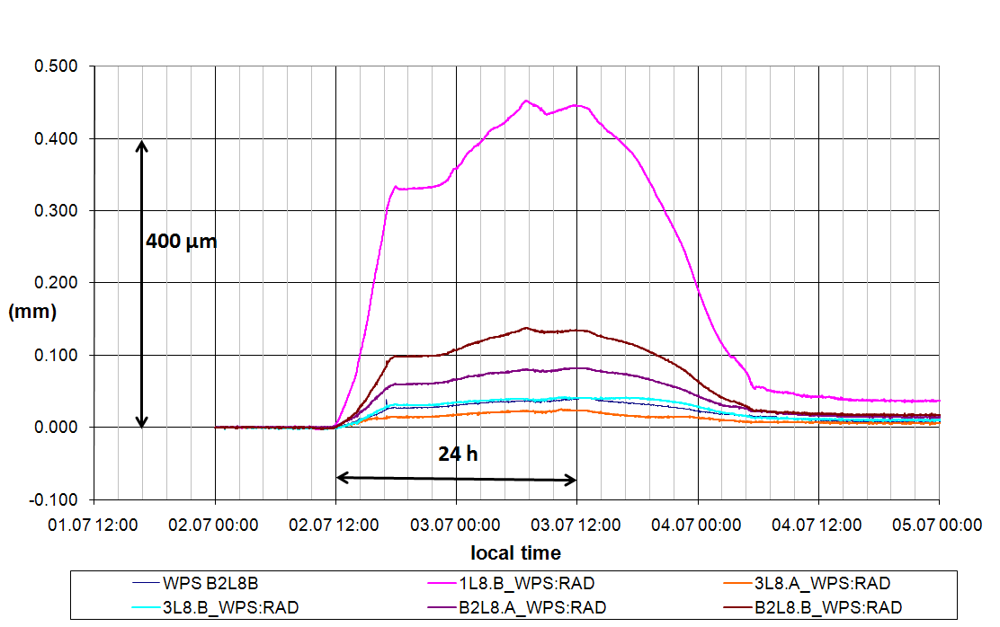 0.500
0.400
0.300
400 µm
0.200
(mm)
0.100
0.000
24 h
-0.100
01.07 12:00 02.07 00:00 02.07 12:00 03.07 00:00 03.07 12:00 04.07 00:00 04.07 12:00 05.07 00:00
local time
WPS B2L8B 1L8.B_WPS:RAD 3L8.A_WPS:RAD
3L8.B_WPS:RAD B2L8.A_WPS:RAD B2L8.B_WPS:RAD